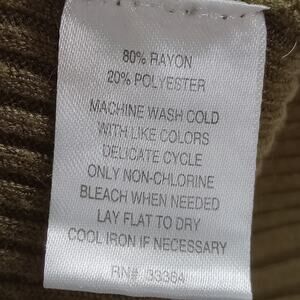 80% RAYON
20% POLYESTER
MACHINE WASH COLD
WITH LIKE COLORS
DELICATE CYCLE
ONLY NON-CHLORINE
BLEACH WHEN NEEDED
LAY FLAT TO DRY
COOL IRON IF NECESSARY
RN# 33364